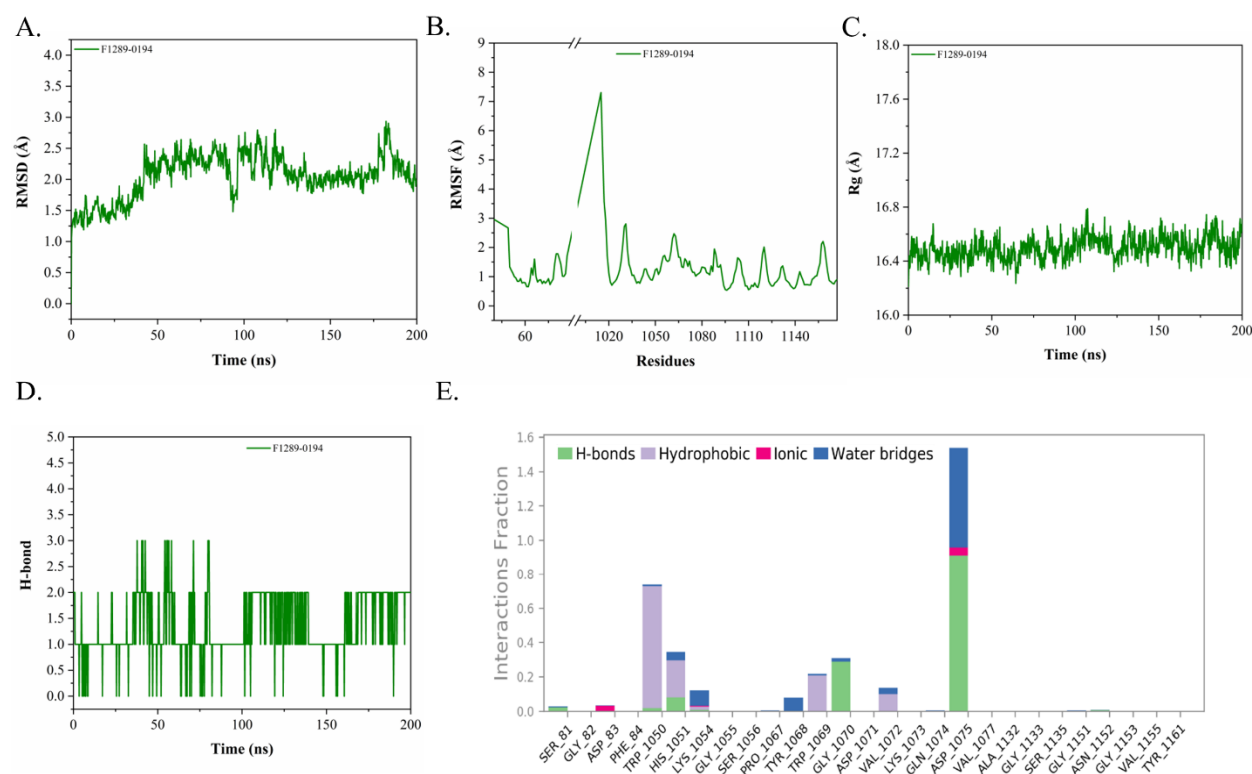 A.
F1289-0194
4.0
3.5
3.0
2.5
2.0
1.5
1.0
0.5
0.0
RMSD (Å)
0 50 100 150 200
Time (ns)
B.
F1289-0194
9
8
7
6
5
4
3
2
1
0
RMSF (Å)
60 1020 1050 1080 1110 1140
Residues
C.
F1289-0194
18.0
17.6
17.2
16.8
16.4
16.0
Rg (Å)
0 50 100 150 200
Time (ns)
D.
F1289-0194
5.0
4.5
4.0
3.5
3.0
2.5
2.0
1.5
1.0
0.5
0.0
H-bond
0 50 100 150 200
Time (ns)
E.
H-bonds Hydrophobic Ionic Water bridges
1.6
1.4
1.2
1.0
0.8
0.6
0.4
0.2
0.0
Interactions Fraction
SER_81
GLY_82
ASP_83
PHE_84
TRP_1050
HIS_1051
LYS_1054
GLY_1055
SER_1056
PRO_1067
TYR_1068
TRP_1069
GLY_1070
ASP_1071
VAL_1072
LYS_1073
GLN_1074
ASP_1075
VAL_1077
ALA_1132
GLY_1133
SER_1135
GLY_1151
ASN_1152
GLY_1153
VAL_1155
TYR_1161